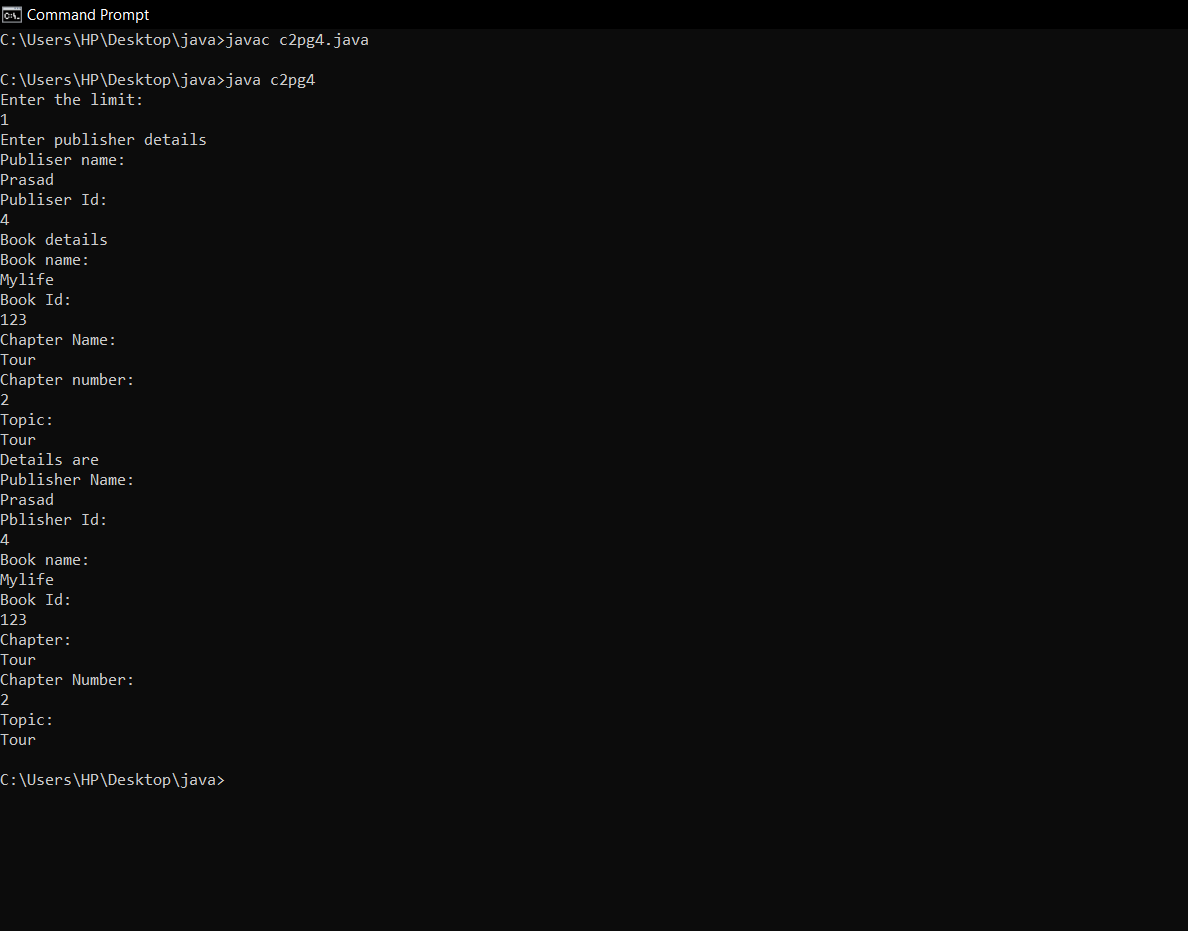 Command Prompt
C:\Users\HP\Desktop\java>javac c2pg4.java
C:\Users\HP\Desktop\java>java c2pg4
Enter the limit:
1
Enter publisher details
Publiser name:
Prasad
Publiser Id:
4
Book details
Book name:
Mylife
Book Id:
123
Chapter Name:
Tour
Chapter number:
2
Topic:
Tour
Details are
Publisher Name:
Prasad
Pblisher Id:
4
Book name:
Mylife
Book Id:
123
Chapter:
Tour
Chapter Number:
2
Topic:
Tour
C:\Users\HP\Desktop\java>